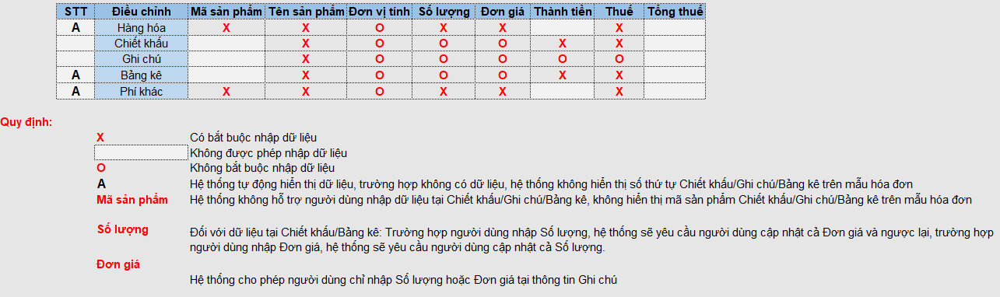 STT Điều chỉnh Mã sản phẩm Tên sản phẩm Đơn vị tính Số lượng Đơn giá Thành tiền Thuế Tổng thuế
A Hàng hóa X X O X X X
Chiết khấu X O O O X X
Ghi chú X O O O O O
A Bảng kê X O O O X X
A Phí khác X X O X X X
Quy định:
X Có bắt buộc nhập dữ liệu
Không được phép nhập dữ liệu
O Không bắt buộc nhập dữ liệu
A Hệ thống tự động hiển thị dữ liệu, trường hợp không có dữ liệu, hệ thống không hiển thị số thứ tự Chiết khấu/Ghi chú/Bảng kê trên mẫu hóa đơn
Mã sản phẩm Hệ thống không hỗ trợ người dùng nhập dữ liệu tại Chiết khấu/Ghi chú/Bảng kê, không hiển thị mã sản phẩm Chiết khấu/Ghi chú/Bảng kê trên mẫu hóa đơn
Số lượng Đối với dữ liệu tại Chiết khấu/Bảng kê: Trường hợp người dùng nhập Số lượng, hệ thống sẽ yêu cầu người dùng cập nhật cả Đơn giá và ngược lại, trường hợp
người dùng nhập Đơn giá, hệ thống sẽ yêu cầu người dùng cập nhật cả Số lượng.
Đơn giá
Hệ thống cho phép người dùng chỉ nhập Số lượng hoặc Đơn giá tại thông tin Ghi chú